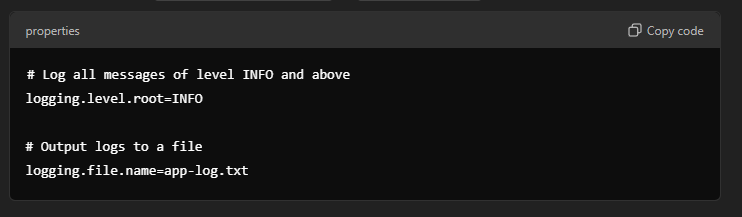 properties
Copy code
# Log all messages of level INFO and above
logging.level.root=INFO
# Output logs to a file
logging.file.name=app-log.txt